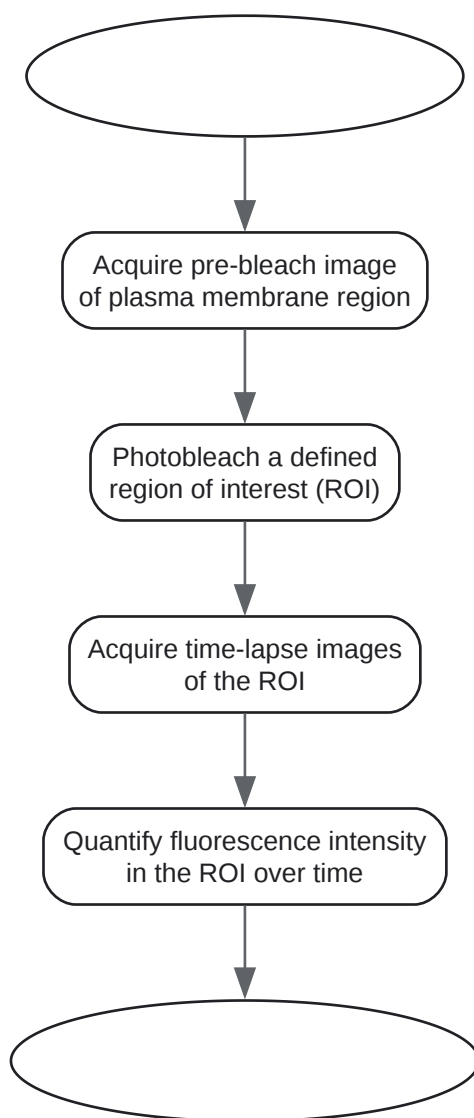 Acquire pre-bleach image
of plasma membrane region
Photobleach a defined
region of interest (ROI)
Acquire time-lapse images
of the ROI
Quantify fluorescence intensity
in the ROI over time